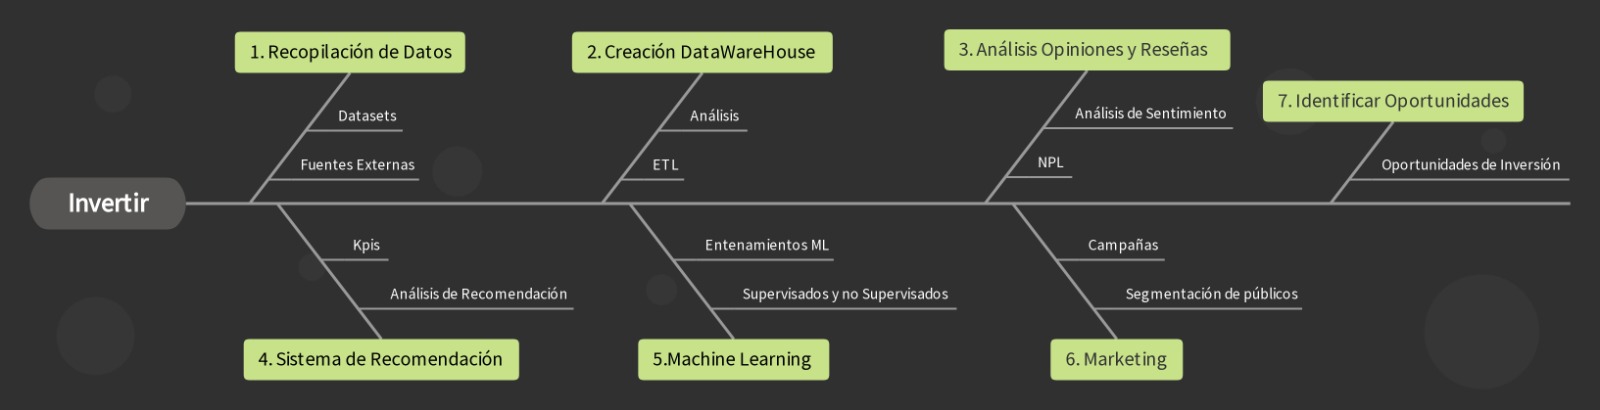 Invertir
1. Recopilación de Datos
Datasets
Fuentes Externas
2. Creación DataWareHouse
Análisis
ETL
3. Análisis Opiniones y Reseñas
Análisis de Sentimiento
NPL
7. Identificar Oportunidades
Oportunidades de Inversión
Kpis
Análisis de Recomendación
4. Sistema de Recomendación
Entenamientos ML
Supervisados y no Supervisados
5.Machine Learning
Campañas
Segmentación de públicos
6. Marketing